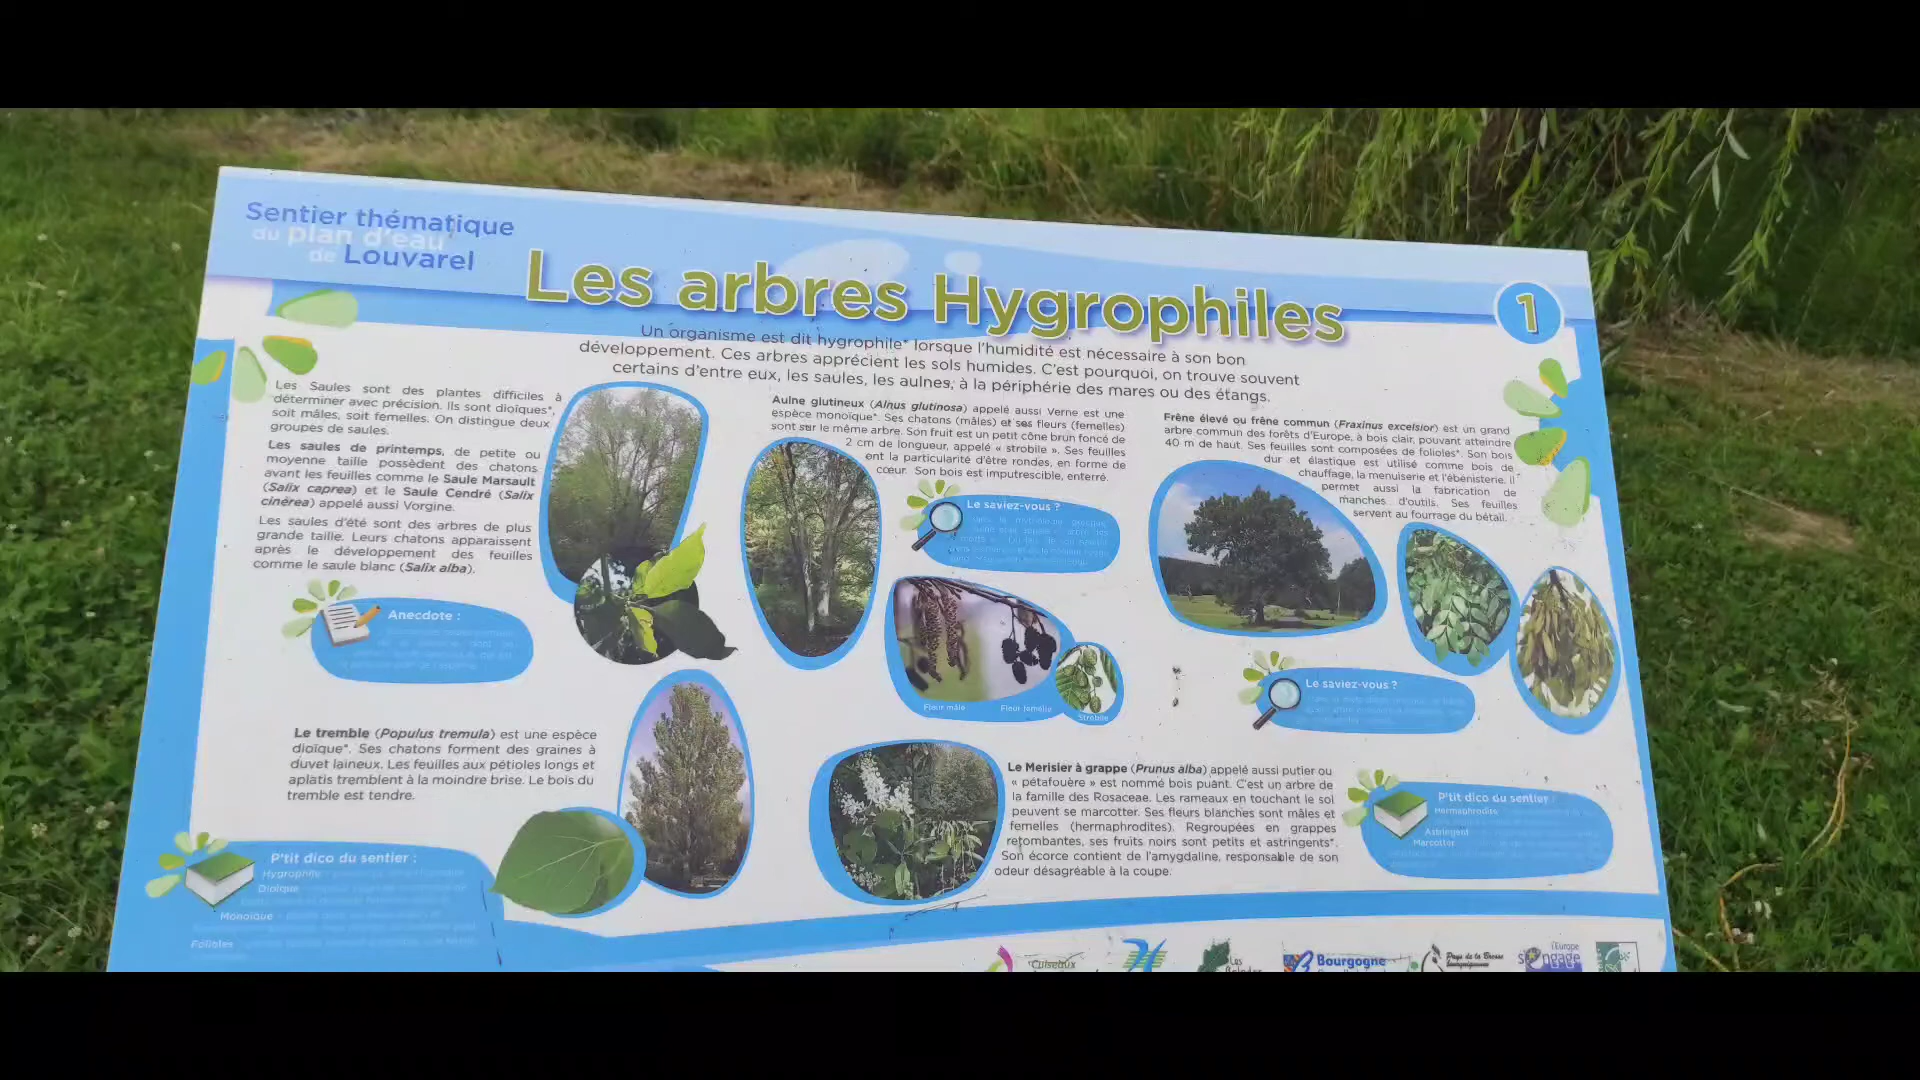 Sentier thématique
du plan d'eau
de Louvarel
Les arbres Hygrophiles
1
Un organisme est dit hygrophile* lorsque l'humidité est nécessaire à son bon
développement. Ces arbres apprécient les sols humides. C'est pourquoi, on trouve souvent
certains d'entre eux, les saules, les aulnes, à la périphérie des mares ou des étangs.
Les Saules sont des plantes difficiles à
déterminer avec précision. Ils sont dioïques*,
soit mâles, soit femelles. On distingue deux
groupes de saules.
Les saules de printemps, de petite ou
moyenne taille possèdent des chatons
avant les feuilles comme le Saule Marsault
(Salix caprea) et le Saule Cendré (Salix
cinérea) appelé aussi Vorgine.
Les saules d'été sont des arbres de plus
grande taille. Leurs chatons apparaissent
après le développement des feuilles
comme le saule blanc (Salix alba).
Anecdote :
Aulne glutineux (Alnus glutinosa) appelé aussi Verne est une
espèce monoïque*. Ses chatons (mâles) et ses fleurs (femelles)
sont sur le même arbre. Son fruit est un petit cône brun foncé de
2 cm de longueur, appelé « strobile ». Ses feuilles
ont la particularité d'être rondes, en forme de
cœur. Son bois est imputrescible, enterré.
Le saviez-vous ?
Fleur mâle
Fleur femelle
Strobile
Frêne élevé ou frêne commun (Fraxinus excelsior) est un grand
arbre commun des forêts d'Europe, à bois clair, pouvant atteindre
40 m de haut. Ses feuilles sont composées de folioles*. Son bois
dur et élastique est utilisé comme bois de
chauffage, la menuiserie et l'ébénisterie. Il
permet aussi la fabrication de
manches d'outils. Ses feuilles
servent au fourrage du bétail.
Le saviez-vous ?
Le tremble (Populus tremula) est une espèce
dioïque*. Ses chatons forment des graines à
duvet laineux. Les feuilles aux pétioles longs et
aplatis tremblent à la moindre brise. Le bois du
tremble est tendre.
Le Merisier à grappe (Prunus alba) appelé aussi putier ou
« pétafouère » est nommé bois puant. C'est un arbre de
la famille des Rosaceae. Les rameaux en touchant le sol
peuvent se marcotter. Ses fleurs blanches sont mâles et
femelles (hermaphrodites). Regroupées en grappes
retombantes, ses fruits noirs sont petits et astringents*.
Son écorce contient de l'amygdaline, responsable de son
odeur désagréable à la coupe.
P'tit dico du sentier :
Hermaphrodite
Astringent
Marcotter
P'tit dico du sentier :
Hygrophile
Dioïque
Monoïque
Folioles
Cuiseaux
Les
Bourgogne
Pays de la Bresse
bourguignonne
l'Europe
s'engage